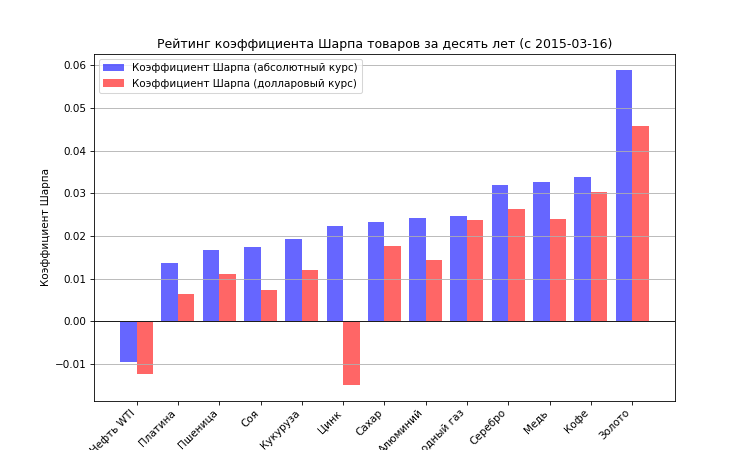 Рейтинг коэффициента Шарпа товаров за десять лет (с 2015-03-16)
Коэффициент Шарпа (абсолютный курс)
Коэффициент Шарпа (долларовый курс)
Коэффициент Шарпа
0.06
0.05
0.04
0.03
0.02
0.01
0.00
−0.01
Нефть WTI
Платина
Пшеница
Соя
Кукуруза
Цинк
Сахар
Алюминий
одный газ
Серебро
Медь
Кофе
Золото